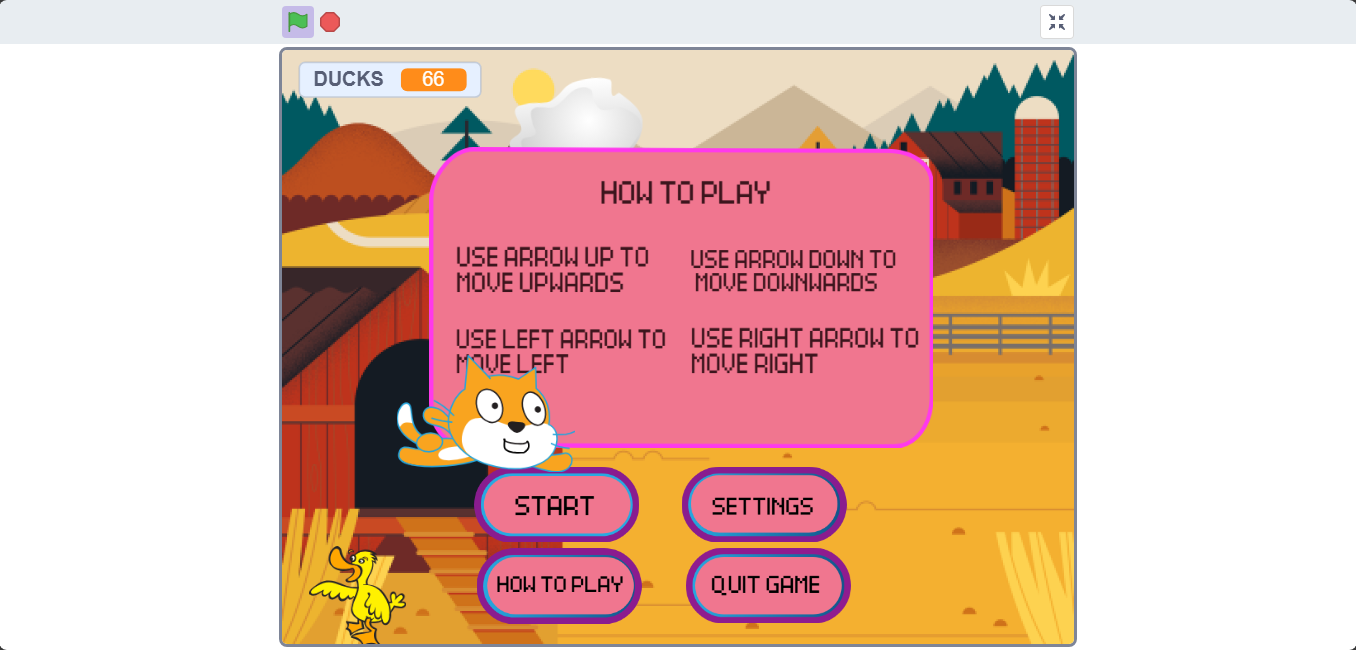 DUCKS 66
HOW TO PLAY
USE ARROW UP TO
MOVE UPWARDS
USE ARROW DOWN TO
MOVE DOWNWARDS
USE LEFT ARROW TO
MOVE LEFT
USE RIGHT ARROW TO
MOVE RIGHT
START
SETTINGS
HOW TO PLAY
QUIT GAME